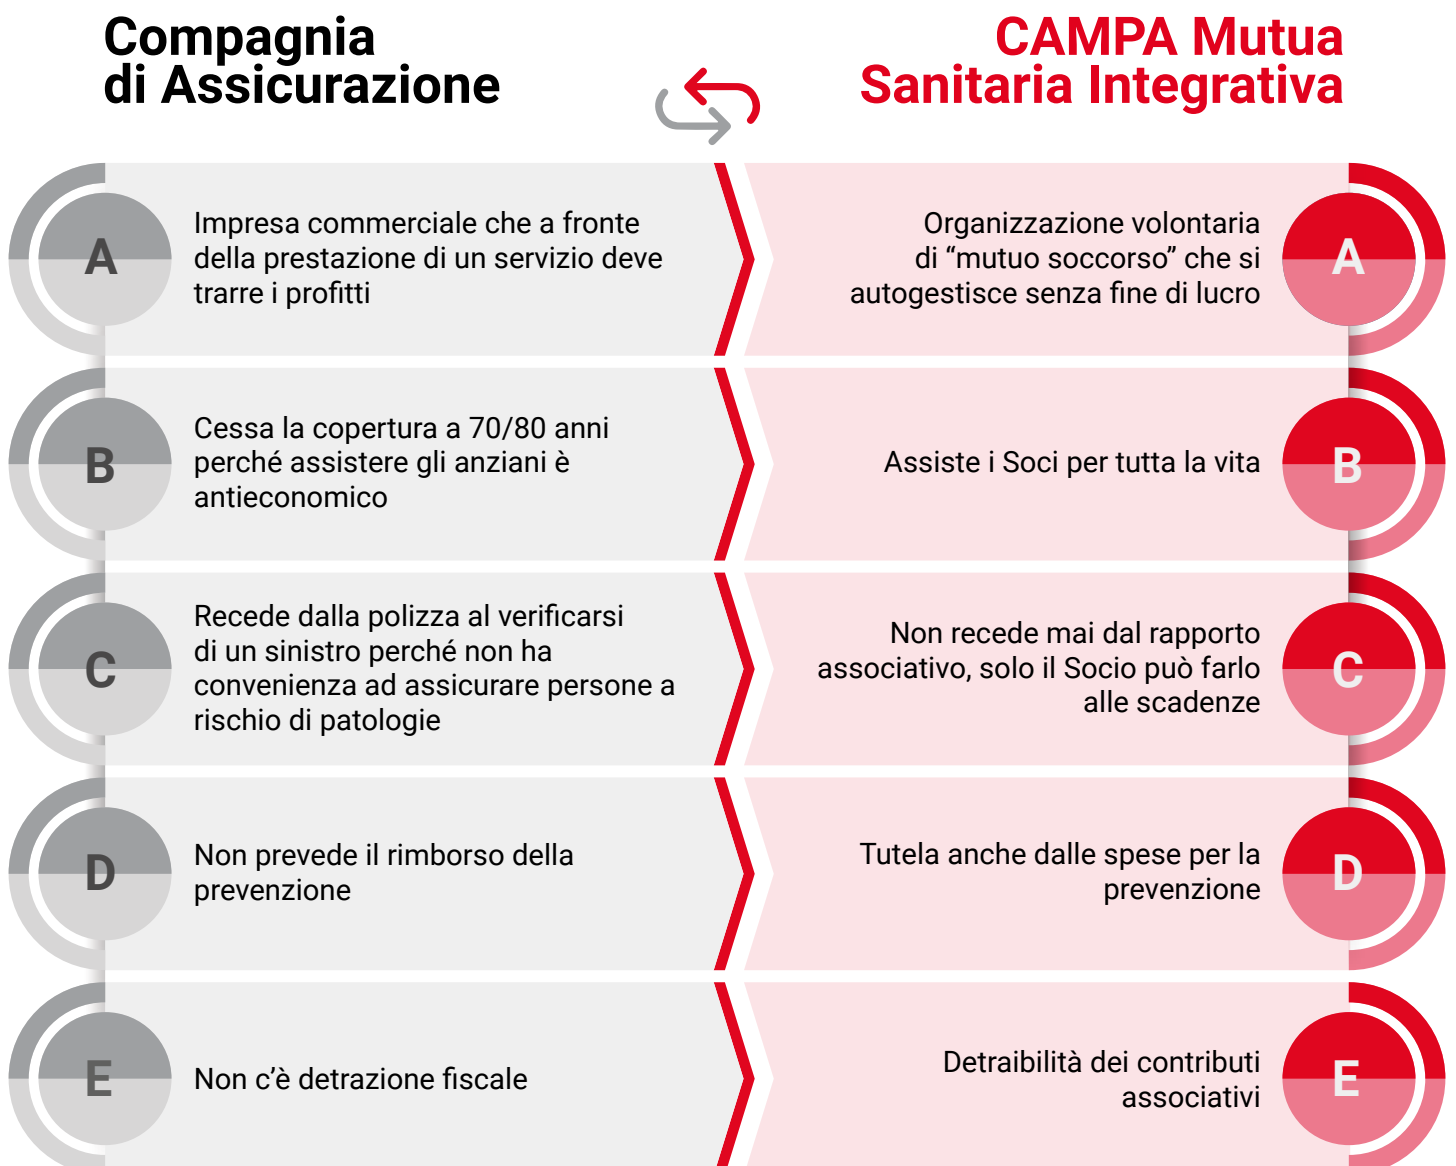 Compagnia
di Assicurazione
CAMPA Mutua
Sanitaria Integrativa
A
Impresa commerciale che a fronte
della prestazione di un servizio deve
trarre i profitti
Organizzazione volontaria
di “mutuo soccorso” che si
autogestisce senza fine di lucro
A
B
Cessa la copertura a 70/80 anni
perché assistere gli anziani è
antieconomico
Assiste i Soci per tutta la vita
B
C
Recede dalla polizza al verificarsi
di un sinistro perché non ha
convenienza ad assicurare persone a
rischio di patologie
Non recede mai dal rapporto
associativo, solo il Socio può farlo
alle scadenze
C
D
Non prevede il rimborso della
prevenzione
Tutela anche dalle spese per la
prevenzione
D
E
Non c’è detrazione fiscale
Detraibilità dei contributi
associativi
E